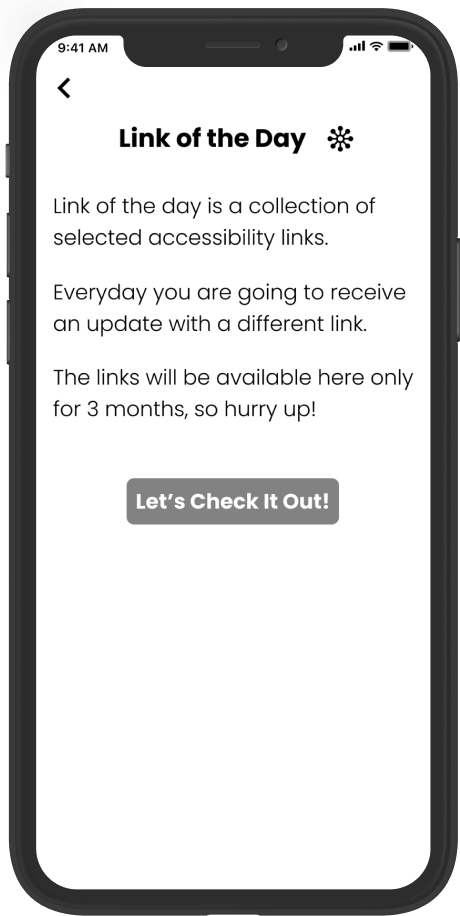 9:41 AM
Link of the Day
Link of the day is a collection of
selected accessibility links.
Everyday you are going to receive
an update with a different link.
The links will be available here only
for 3 months, so hurry up!
Let's Check It Out!